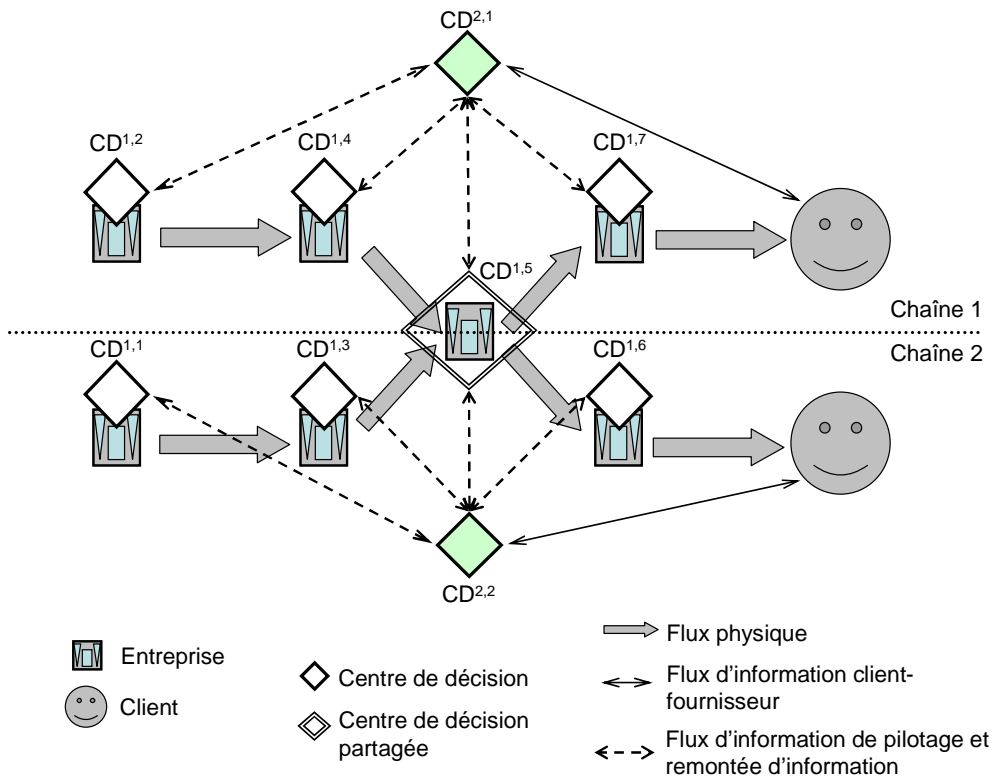 CD2,1
CD1,2
CD1,4
CD1,7
CD1,5
Chaîne 1
Chaîne 2
CD1,1
CD1,3
CD1,6
CD2,2
Entreprise
Client
Centre de décision
Centre de décision
partagée
Flux physique
Flux d'information client-
fournisseur
Flux d'information de pilotage et
remontée d'information